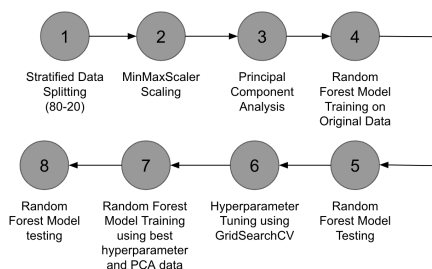 1
Stratified Data
Splitting
(80-20)
2
MinMaxScaler
Scaling
3
Principal
Component
Analysis
4
Random
Forest Model
Training on
Original Data
5
Random
Forest Model
Testing
6
Hyperparameter
Tuning using
GridSearchCV
7
Random Forest
Model Training
using best
hyperparameter
and PCA data
8
Random
Forest Model
testing